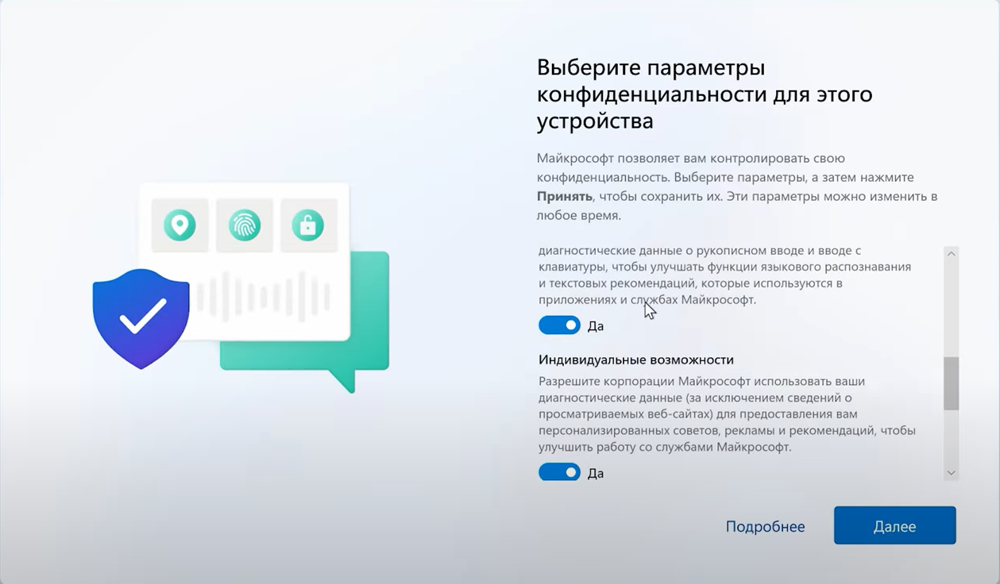 Выберите параметры
конфиденциальности для этого
устройства
Майкрософт позволяет вам контролировать свою
конфиденциальность. Выберите параметры, а затем нажмите
Принять, чтобы сохранить их. Эти параметры можно изменить в
любое время.
диагностические данные о рукописном вводе и вводе с
клавиатуры, чтобы улучшать функции языкового распознавания
и текстовых рекомендаций, которые используются в
приложениях и службах Майкрософт.
Да
Индивидуальные возможности
Разрешите корпорации Майкрософт использовать ваши
диагностические данные (за исключением сведений о
просматриваемых веб-сайтах) для предоставления вам
персонализированных советов, рекламы и рекомендаций, чтобы
улучшить работу со службами Майкрософт.
Да
Подробнее
Далее